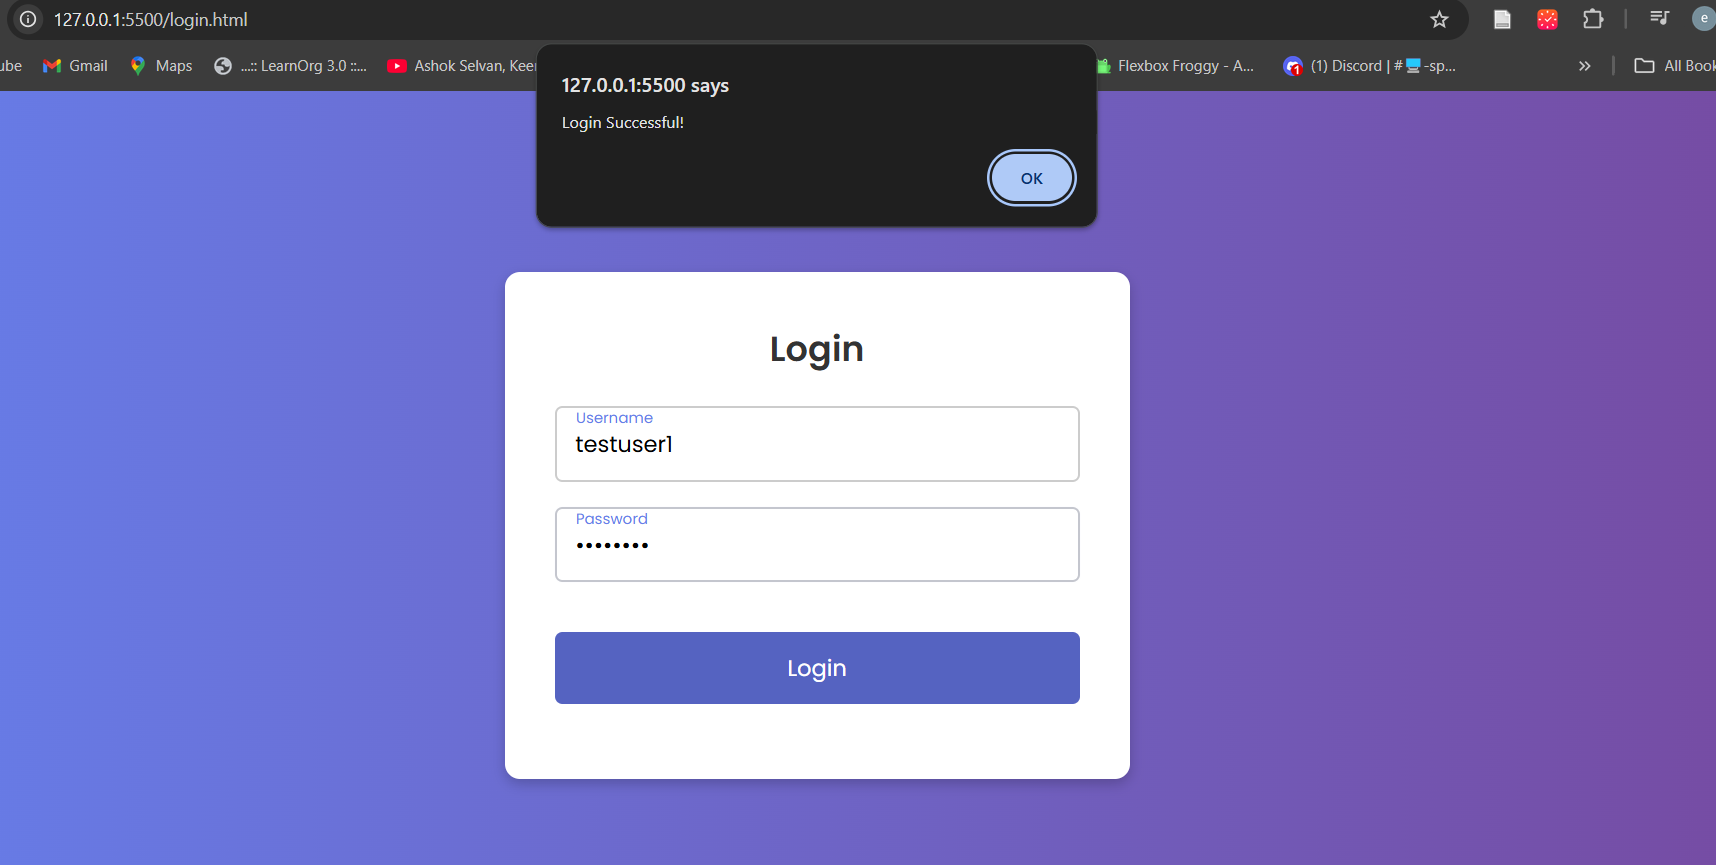 127.0.0.1:5500/login.html
e
ube Gmail Maps ...:: LearnOrg 3.0 ::... Ashok Selvan, Keer Flexbox Froggy - A... (1) Discord | #💻-sp... » All Book
127.0.0.1:5500 says
Login Successful!
OK
Login
Username
testuser1
Password
••••••••
Login